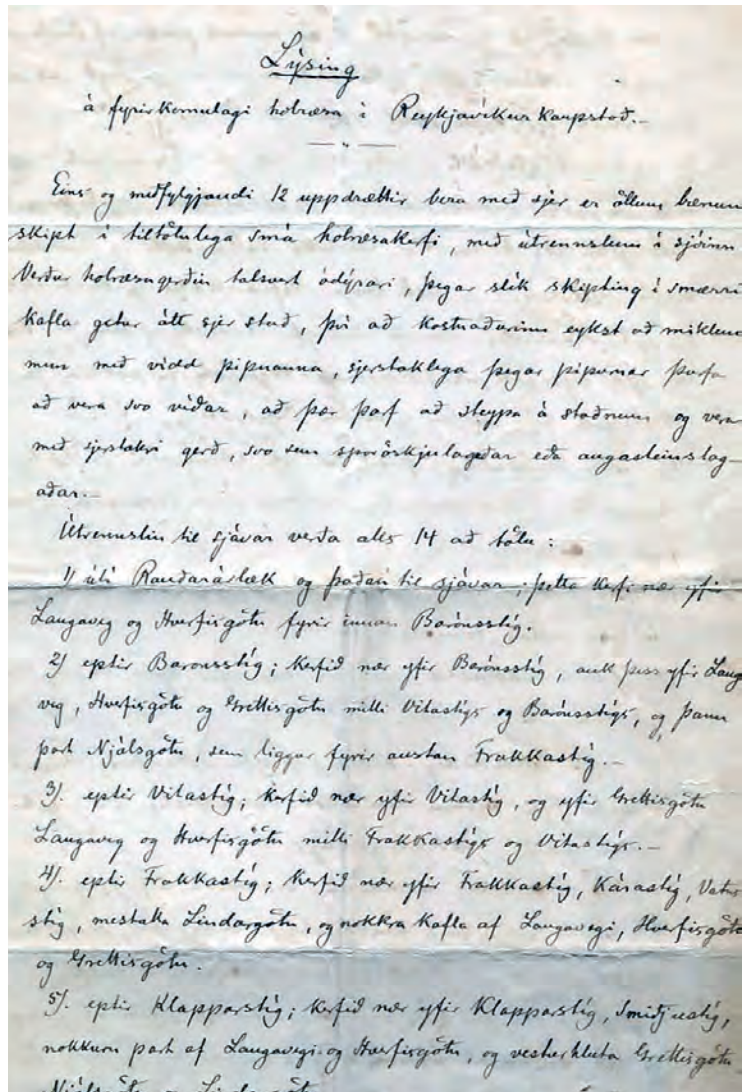 Lýsing
á fyrirkomulagi holræsa í Reykjavíkur kaupstað.-
Eins og meðfylgjandi 12 uppdrættir bera með sjer er öllum bænum
skipt í tiltölulega smá holræsakerfi, með útrennslum í sjóinn
Verður holræsagerðin talsvert ódýrari, þegar slík skipting í smærri
kafla getur átt sjer stað, því að kostnaðurinn eykst að miklum
mun með vídd pípnanna, sjerstaklega þegar pípurnar þurfa
að vera svo víðar, að þær þarf að steypa á staðnum og vera
með sjerstakri gerð, svo sem sporöskjulagaðar eða augasteinslag-
aðar.-
Útrennslin til sjávar verða alls 14 að tölu:
1) útí Rauðarárlæk og þaðan til sjávar; þetta kerfi nær yfir
Laugaveg og Hverfisgötu fyrir innan Barónsstíg.
2) eptir Baronsstíg; kerfið nær yfir Barónsstíg, auk þess yfir Lauga
veg, Hverfisgötu og Grettisgötu milli Vitastígs og Barónsstígs, og þann
part Njálsgötu, sem liggur fyrir austan Frakkastíg.-
3). eptir Vitastíg; kerfið nær yfir Vitastíg, og yfir Grettisgötu
Laugaveg og Hverfisgötu milli Frakkastígs og Vitastígs.-
4). eptir Frakkastíg; kerfið nær yfir Frakkastíg, Kárastíg, Vatns
stíg, mestalla Lindargötu, og nokkra kafla af Laugavegi, Hverfisgötu
og Grettisgötu.
5). eptir Klapparstíg; kerfið nær yfir Klapparstíg, Smiðjustíg,
nokkurn part af Laugavegi og Hverfisgötu, og vesturhluta Grettisgötu
Njálsgötu og Lindargötu